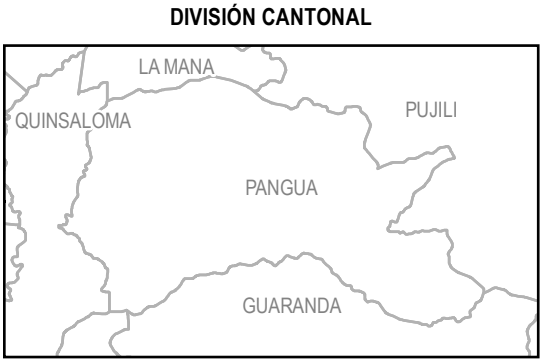 DIVISIÓN CANTONAL
LA MANA
PUJILI
QUINSALOMA
PANGUA
GUARANDA